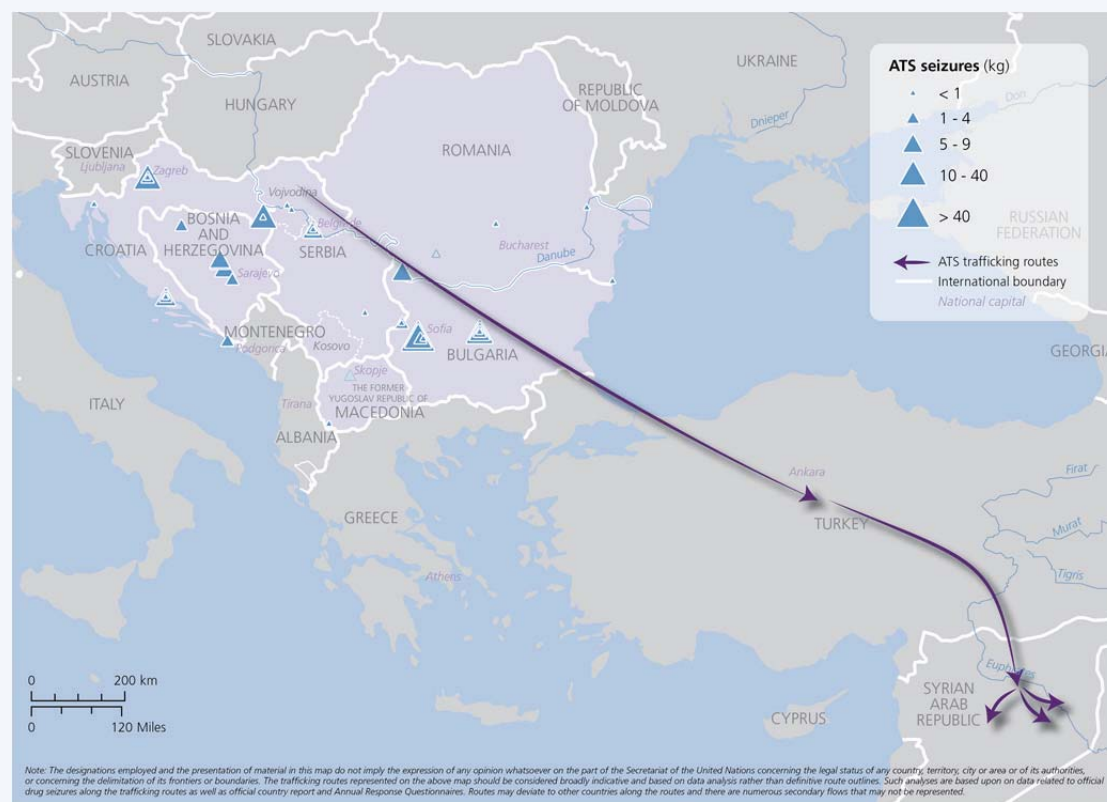 SLOVAKIA
AUSTRIA
UKRAINE
REPUBLIC
OF MOLDOVA
HUNGARY
Dnieper
Don
ROMANIA
SLOVENIA
Ljubljana
Zagreb
Vojvodina
BOSNIA
AND
HERZEGOVINA
Belgrade
CROATIA
SERBIA
Bucharest
Danube
Sarajevo
MONTENEGRO
Podgorica
Kosovo
Sofia
BULGARIA
Skopje
THE FORMER
YUGOSLAV REPUBLIC OF
MACEDONIA
Tirana
ALBANIA
ITALY
GREECE
Athens
Ankara
TURKEY
Firat
Murat
Tigris
Euphrates
SYRIAN
ARAB
REPUBLIC
CYPRUS
RUSSIAN
FEDERATION
GEORGIA
ATS seizures (kg)
< 1
1 - 4
5 - 9
10 - 40
> 40
ATS trafficking routes
International boundary
National capital
0 200 km
0 120 Miles
Note: The designations employed and the presentation of material in this map do not imply the expression of any opinion whatsoever on the part of the Secretariat of the United Nations concerning the legal status of any country, territory, city or area or of its authorities,
or concerning the delimitation of its frontiers or boundaries. The trafficking routes represented on the above map should be considered broadly indicative and based on data analysis rather than definitive route outlines. Such analyses are based upon on data related to official
drug seizures along the trafficking routes as well as official country report and Annual Response Questionnaires. Routes may deviate to other countries along the routes and there are numerous secondary flows that may not be represented.